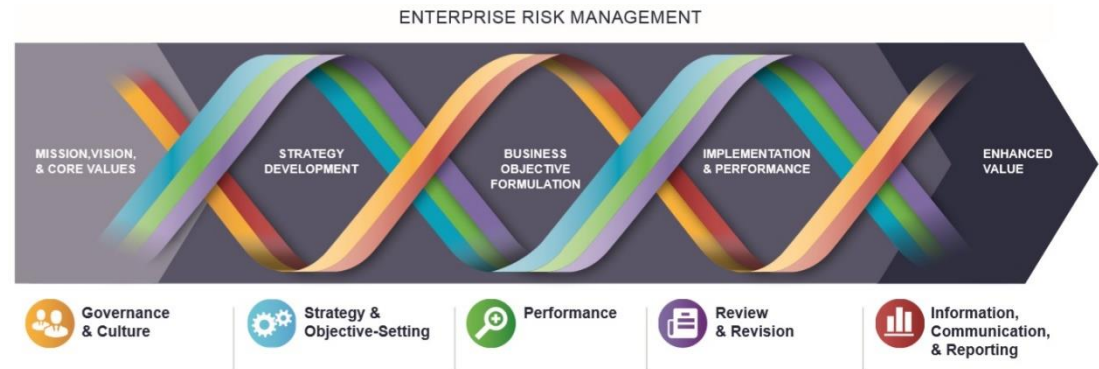 ENTERPRISE RISK MANAGEMENT
MISSION,VISION,
& CORE VALUES
STRATEGY
DEVELOPMENT
BUSINESS
OBJECTIVE
FORMULATION
IMPLEMENTATION
& PERFORMANCE
ENHANCED
VALUE
Governance
& Culture
Strategy &
Objective-Setting
Performance
Review
& Revision
Information,
Communication,
& Reporting